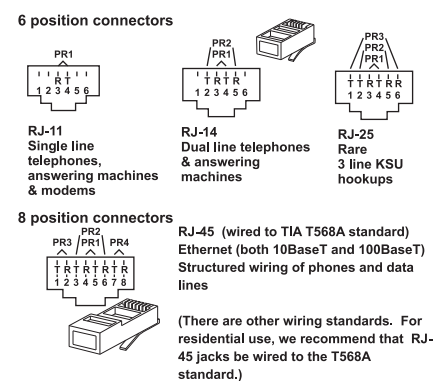 6 position connectors
PR1
R T
1 2 3 4 5 6
RJ-11
Single line
telephones,
answering machines
& modems
PR2
PR1
T R T R
1 2 3 4 5 6
RJ-14
Dual line telephones
& answering
machines
PR3
PR2
PR1
T T R T R R
1 2 3 4 5 6
RJ-25
Rare
3 line KSU
hookups
8 position connectors
PR2
PR3 PR1 PR4
T R T R T R T R
1 2 3 4 5 6 7 8
RJ-45 (wired to TIA T568A standard)
Ethernet (both 10BaseT and 100BaseT)
Structured wiring of phones and data
lines
(There are other wiring standards. For
residential use, we recommend that RJ-
45 jacks be wired to the T568A
standard.)